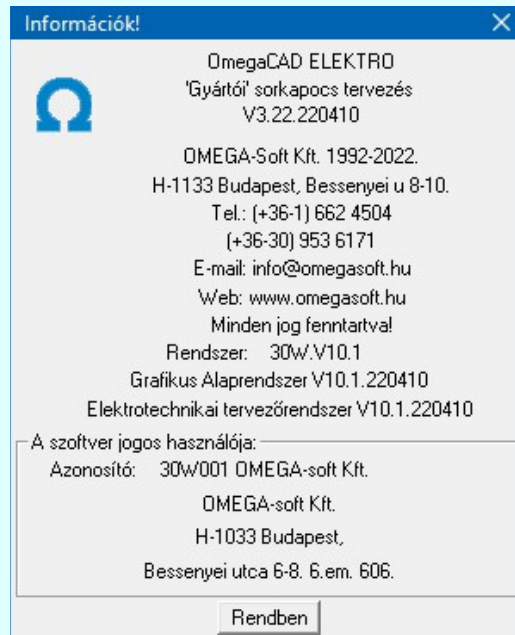 Információk!
OmegaCAD ELEKTRO
'Gyártói' sorkapocs tervezés
V3.22.220410
OMEGA-Soft Kft. 1992-2022.
H-1133 Budapest, Bessenyei u 8-10.
Tel.: (+36-1) 662 4504
(+36-30) 953 6171
E-mail: info@omegasoft.hu
Web: www.omegasoft.hu
Minden jog fenntartva!
Rendszer: 30W.V10.1
Grafikus Alaprendszer V10.1.220410
Elektrotechnikai tervezőrendszer V10.1.220410
A szoftver jogos használója:
Azonosító: 30W001 OMEGA-soft Kft.
OMEGA-soft Kft.
H-1033 Budapest,
Bessenyei utca 6-8. 6.em. 606.
Rendben